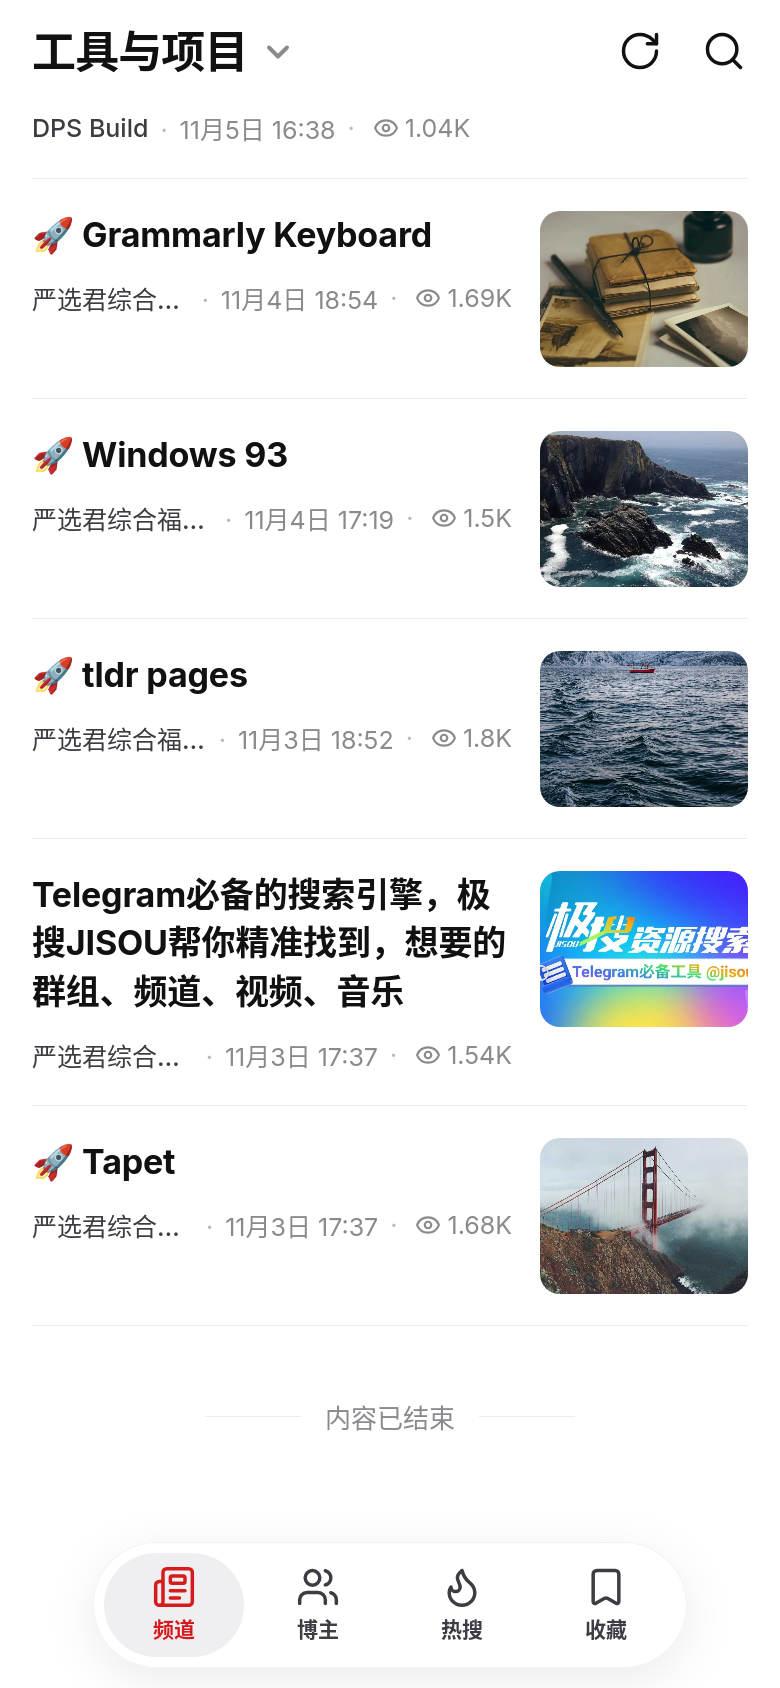 工具与项目
DPS Build · 11月5日 16:38 · 1.04K
🚀 Grammarly Keyboard
严选君综合... · 11月4日 18:54 · 1.69K
🚀 Windows 93
严选君综合福... · 11月4日 17:19 · 1.5K
🚀 tldr pages
严选君综合福... · 11月3日 18:52 · 1.8K
Telegram必备的搜索引擎，极
搜JISOU帮你精准找到，想要的
群组、频道、视频、音乐
极搜资源搜索
JISOU
Telegram必备工具 @jisou
严选君综合... · 11月3日 17:37 · 1.54K
🚀 Tapet
严选君综合... · 11月3日 17:37 · 1.68K
内容已结束
频道 博主 热搜 收藏